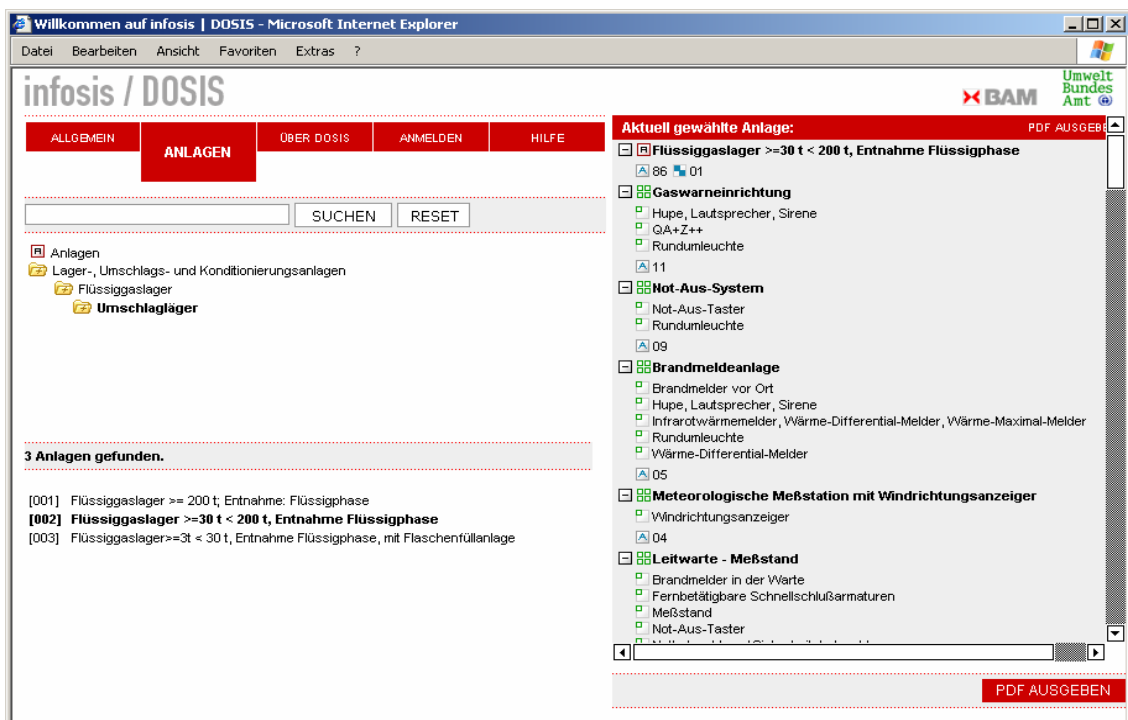 Willkommen auf infosis | DOSIS - Microsoft Internet Explorer
Datei Bearbeiten Ansicht Favoriten Extras ?
infosis / DOSIS
BAM
Umwelt
Bundes
Amt
ALLGEMEIN ANLAGEN ÜBER DOSIS ANMELDEN HILFE
SUCHEN RESET
Anlagen
Lager-, Umschlags- und Konditionierungsanlagen
Flüssiggaslager
Umschlagläger
3 Anlagen gefunden.
[001] Flüssiggaslager >= 200 t; Entnahme: Flüssigphase
[002] Flüssiggaslager >=30 t < 200 t, Entnahme Flüssigphase
[003] Flüssiggaslager>=3t < 30 t, Entnahme Flüssigphase, mit Flaschenfüllanlage
Aktuell gewählte Anlage: PDF AUSGEBE
R Flüssiggaslager >=30 t < 200 t, Entnahme Flüssigphase
A 86 01
Gaswarneinrichtung
Hupe, Lautsprecher, Sirene
QA+Z++
Rundumleuchte
A 11
Not-Aus-System
Not-Aus-Taster
Rundumleuchte
A 09
Brandmeldeanlage
Brandmelder vor Ort
Hupe, Lautsprecher, Sirene
Infrarotwärmemelder, Wärme-Differential-Melder, Wärme-Maximal-Melder
Rundumleuchte
Wärme-Differential-Melder
A 05
Meteorologische Meßstation mit Windrichtungsanzeiger
Windrichtungsanzeiger
A 04
Leitwarte - Meßstand
Brandmelder in der Warte
Fernbetätigbare Schnellschlußarmaturen
Meßstand
Not-Aus-Taster
PDF AUSGEBEN